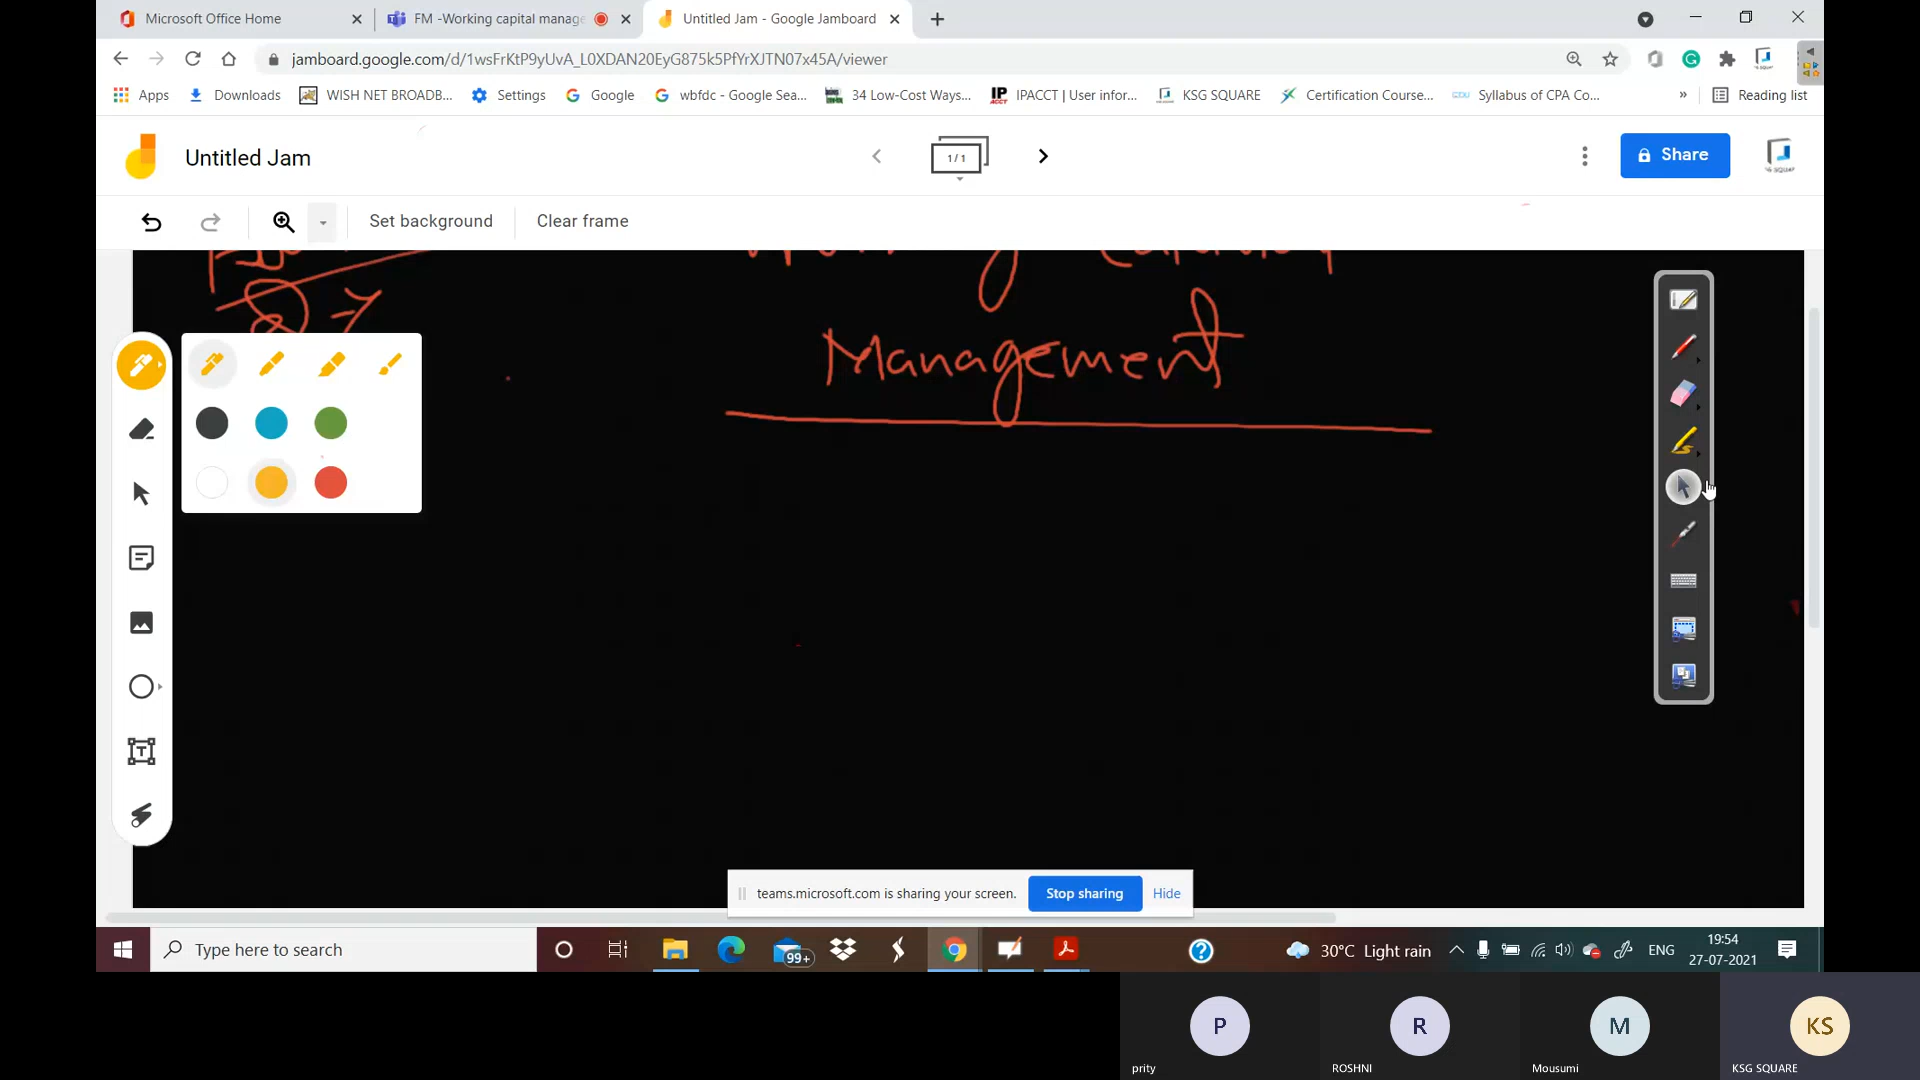 Microsoft Office Home
FM -Working capital manage
Untitled Jam - Google Jamboard
jamboard.google.com/d/1wsFrKtP9yUvA_L0XDAN20EyG875k5PfYrXJTN07x45A/viewer
Apps
Downloads
WISH NET BROADB...
Settings
Google
wbfdc - Google Sea...
34 Low-Cost Ways...
IPACCT | User infor...
KSG SQUARE
Certification Course...
Syllabus of CPA Co...
»
Reading list
Untitled Jam
1 / 1
Share
Set background
Clear frame
Management
teams.microsoft.com is sharing your screen.
Stop sharing
Hide
Type here to search
99+
30°C Light rain
ENG
19:54
27-07-2021
P
R
M
KS
prity
ROSHNI
Mousumi
KSG SQUARE